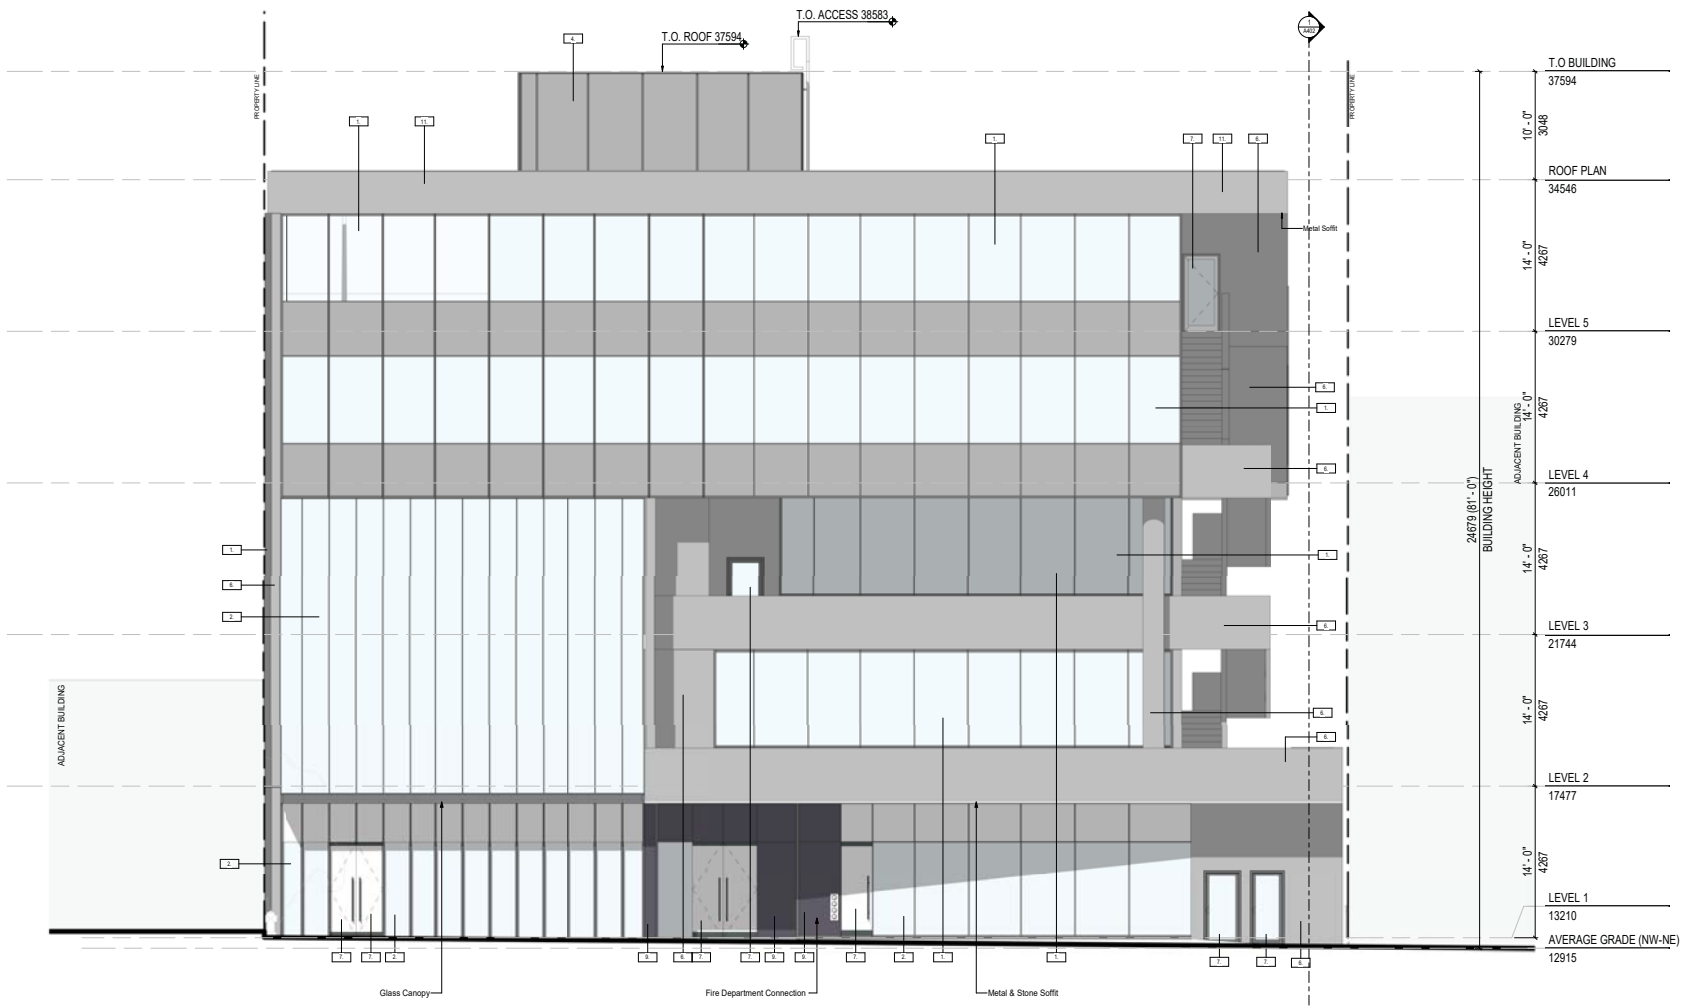 T.O. ACCESS 38583
T.O. ROOF 37594
1
A402
4.
T.O BUILDING
37594
PROPERTY LINE
PROPERTY LINE
1.
11.
1.
7.
11.
6.
10' - 0"
3048
ROOF PLAN
34546
Metal Soffit
14' - 0"
4267
LEVEL 5
30279
6.
1.
14' - 0"
4267
ADJACENT BUILDING
6.
LEVEL 4
26011
24679 (81' - 0")
BUILDING HEIGHT
1.
6.
2.
1.
14' - 0"
4267
6.
LEVEL 3
21744
ADJACENT BUILDING
6.
6.
14' - 0"
4267
LEVEL 2
17477
2.
14' - 0"
4267
LEVEL 1
13210
AVERAGE GRADE (NW-NE)
12915
7.
7.
2.
9.
6.
7.
7.
9.
9.
7.
2.
1.
1.
7.
7.
6.
Glass Canopy
Fire Department Connection
Metal & Stone Soffit